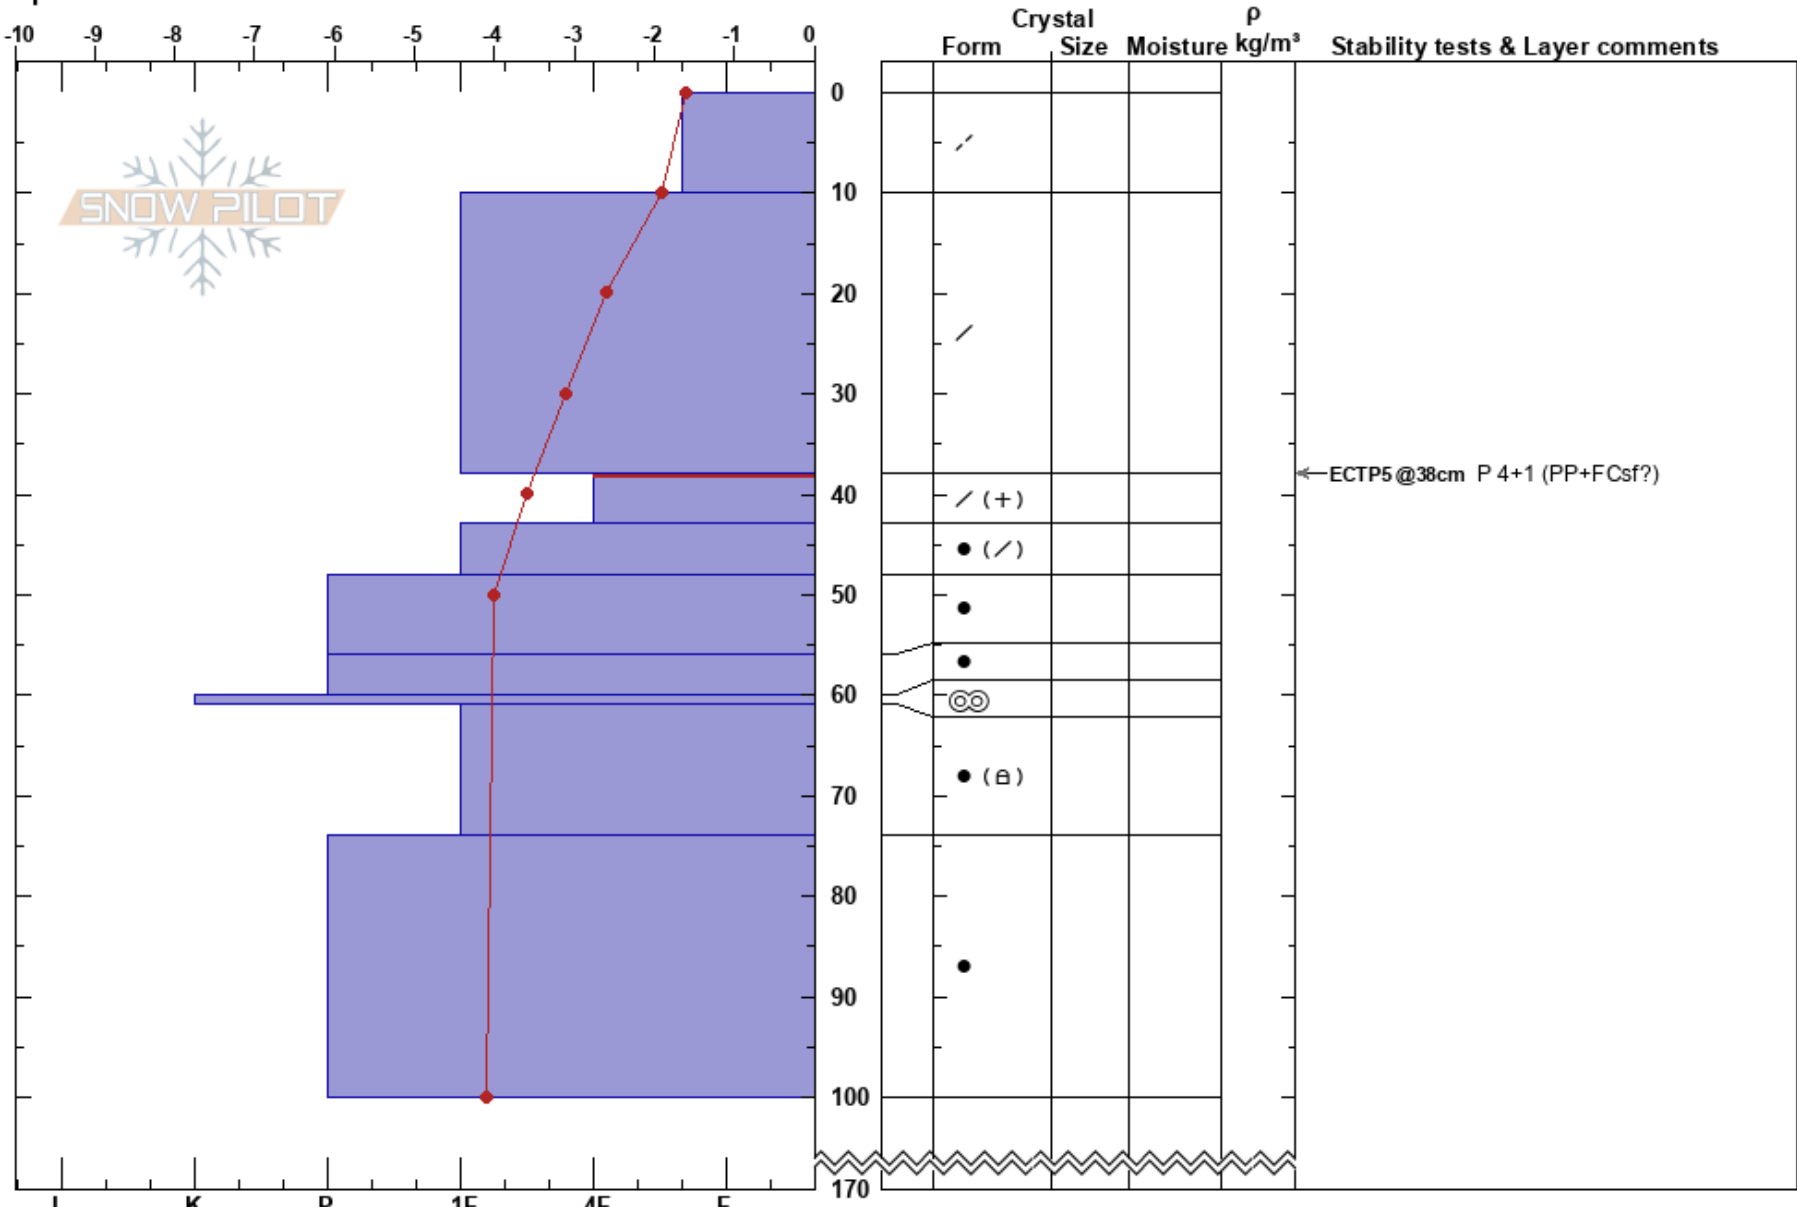 Crystal ρ
-10 -9 -8 -7 -6 -5 -4 -3 -2 -1 0 Form Size Moisture kg/m³ Stability tests & Layer comments
0
10
SNOW PILOT
20
30
ECTP5 @38cm P 4+1 (PP+FCsf?)
40 (+)
50
60
70
80
90
100
170
I K P 1F 4F F